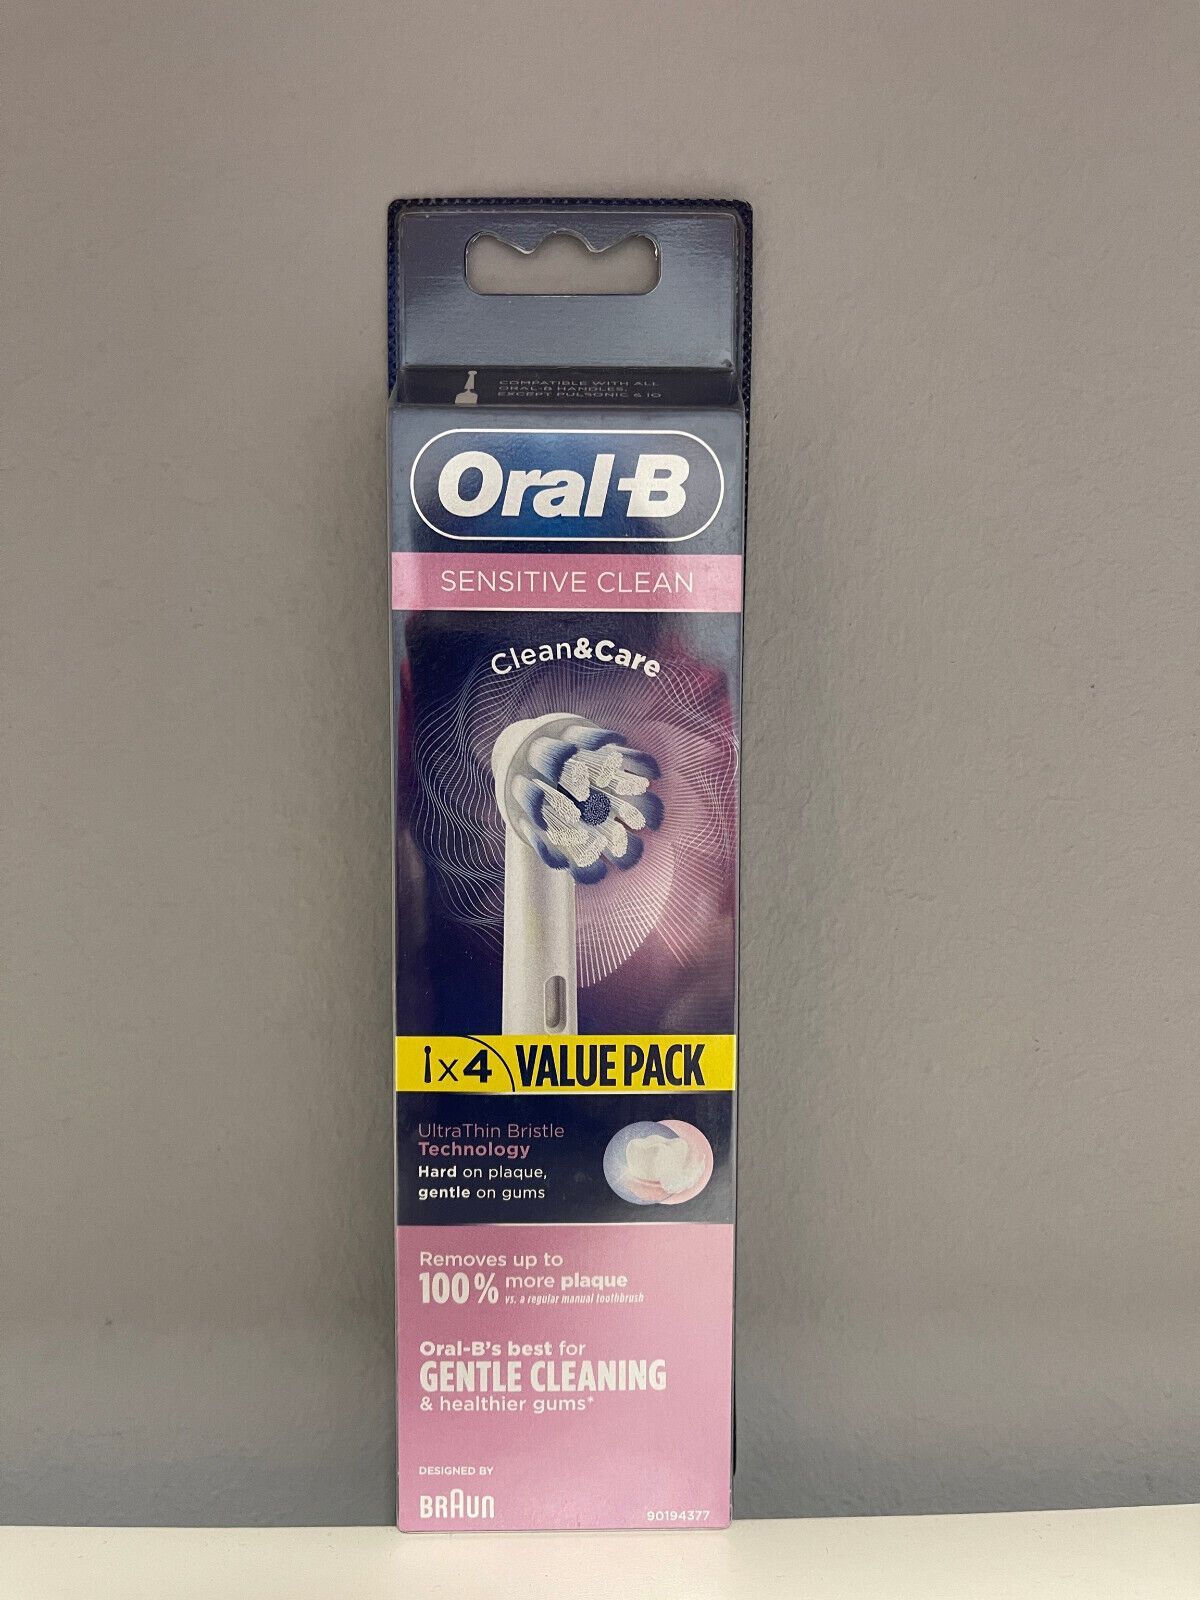 COMPATIBLE WITH ALL
ORAL-B HANDLES,
EXCEPT PULSONIC & IO
Oral-B
SENSITIVE CLEAN
Clean&Care
x4 VALUE PACK
UltraThin Bristle
Technology
Hard on plaque,
gentle on gums
Removes up to
100% more plaque
vs. a regular manual toothbrush
Oral-B's best for
GENTLE CLEANING
& healthier gums*
DESIGNED BY
BRAUN
90194377